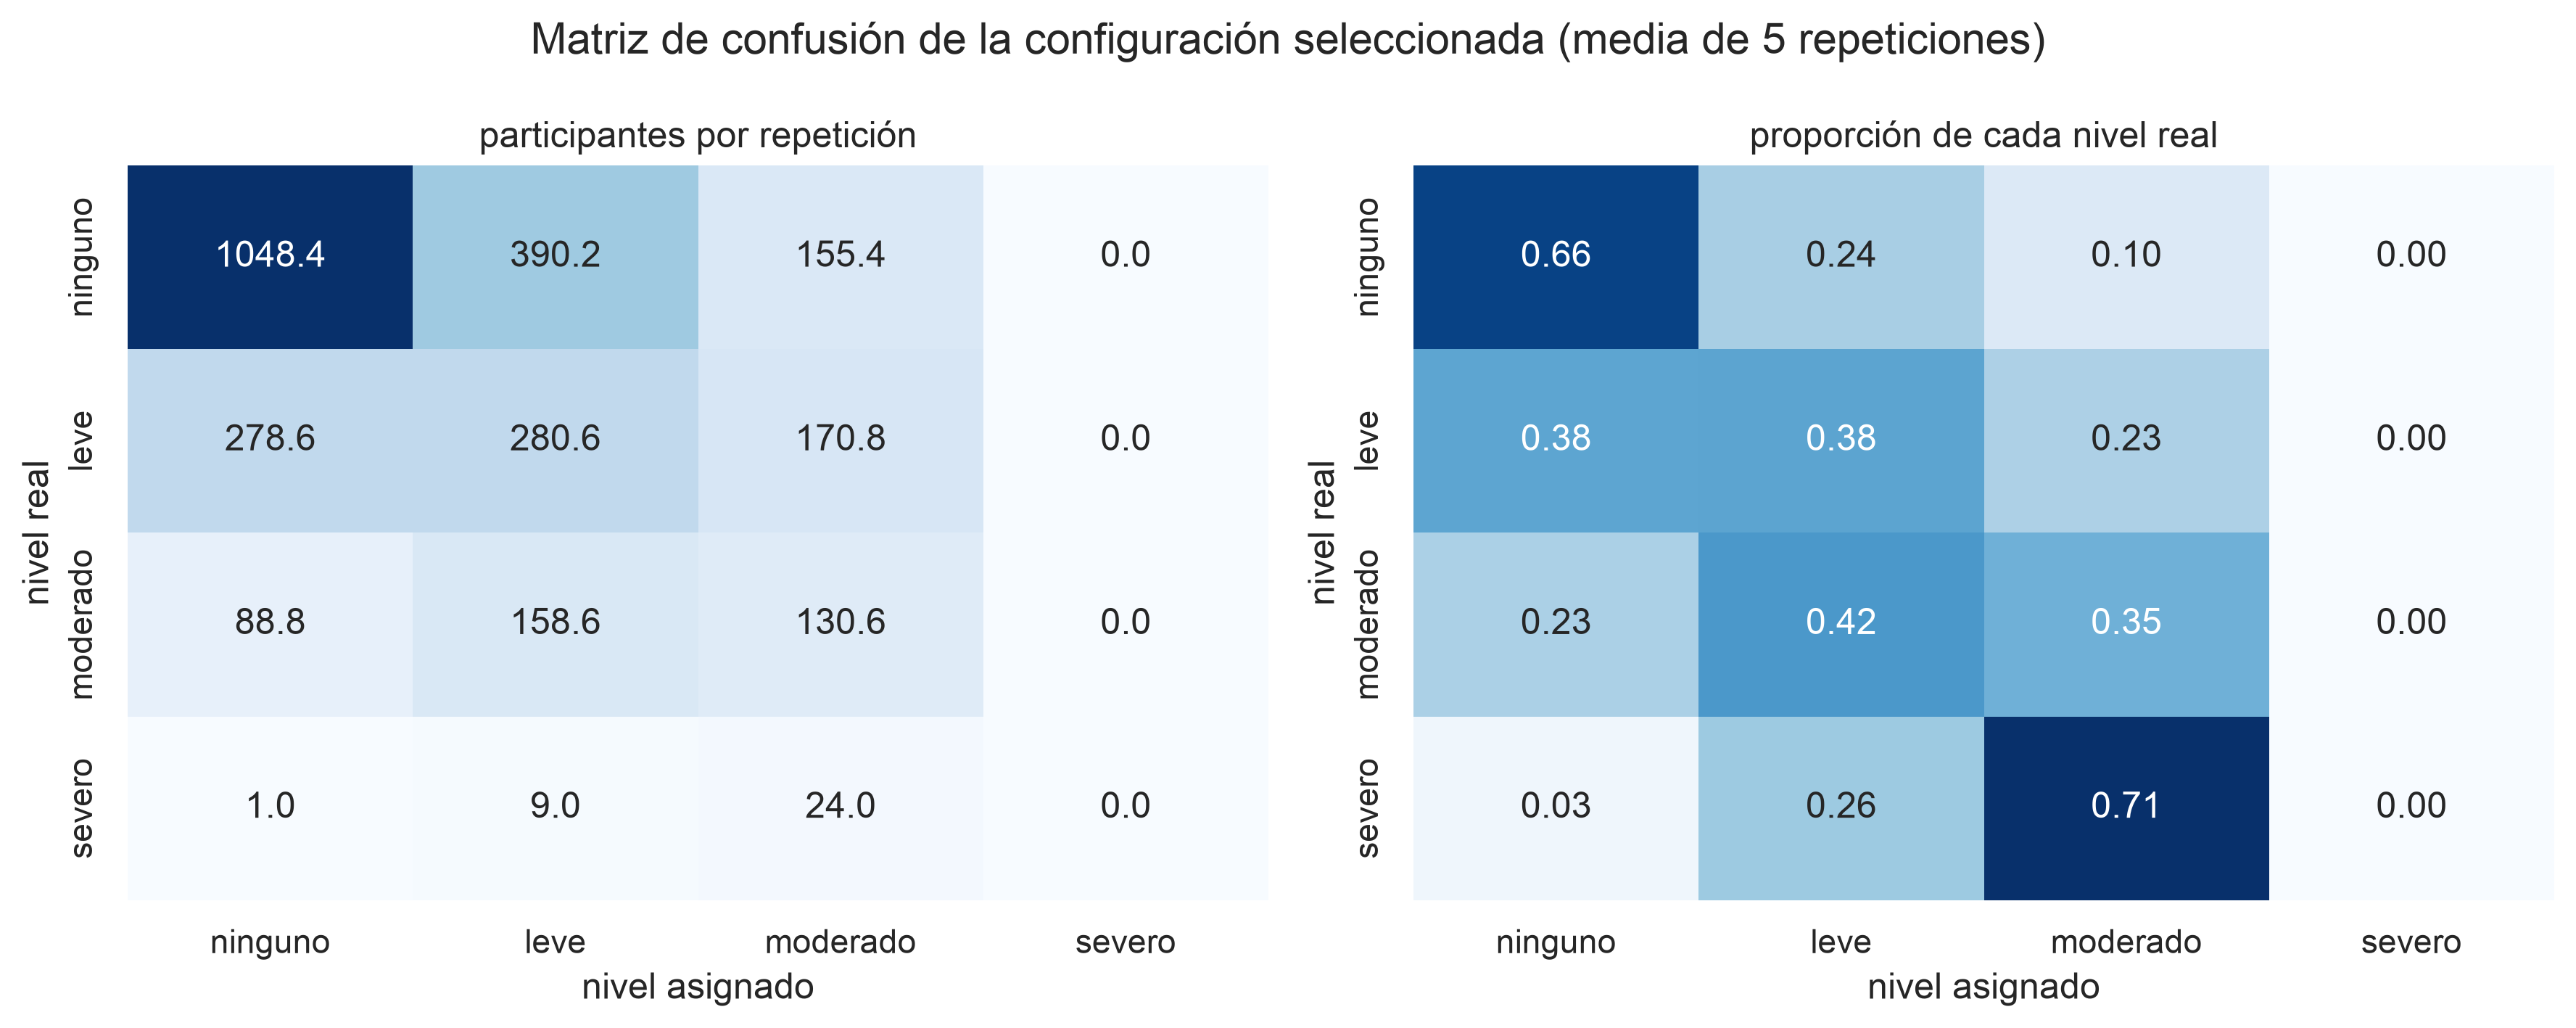 Matriz de confusión de la configuración seleccionada (media de 5 repeticiones)
participantes por repetición
nivel real
ninguno 1048.4 390.2 155.4 0.0
leve 278.6 280.6 170.8 0.0
moderado 88.8 158.6 130.6 0.0
severo 1.0 9.0 24.0 0.0
ninguno leve moderado severo
nivel asignado
proporción de cada nivel real
nivel real
ninguno 0.66 0.24 0.10 0.00
leve 0.38 0.38 0.23 0.00
moderado 0.23 0.42 0.35 0.00
severo 0.03 0.26 0.71 0.00
ninguno leve moderado severo
nivel asignado